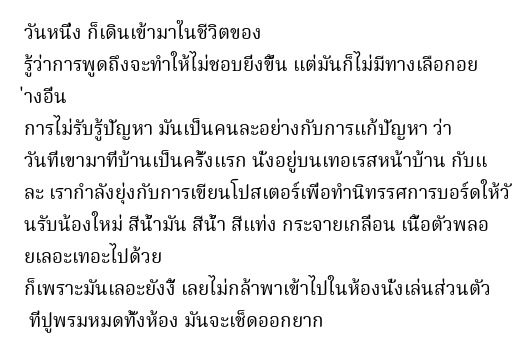 วันหนึ่ง ก็เดินเข้ามาในชีวิตของ
รู้ว่าการพูดถึงจะทำให้ไม่ชอบยิ่งขึ้น แต่มันก็ไม่มีทางเลือกอย
่างอื่น
การไม่รับรู้ปัญหา มันเป็นคนละอย่างกับการแก้ปัญหา ว่า
วันที่เขามาที่บ้านเป็นครั้งแรก นั่งอยู่บนเทอเรสหน้าบ้าน กับแ
ละ เรากำลังยุ่งกับการเขียนโปสเตอร์เพื่อทำนิทรรศการบอร์ดให้วั
นรับน้องใหม่ สีน้ำมัน สีน้ำ สีแท่ง กระจายเกลื่อน เนื้อตัวพลอ
ยเลอะเทอะไปด้วย
ก็เพราะมันเลอะยังงี้ เลยไม่กล้าพาเข้าไปในห้องนั่งเล่นส่วนตัว
ที่ปูพรมหมดทั้งห้อง มันจะเช็ดออกยาก